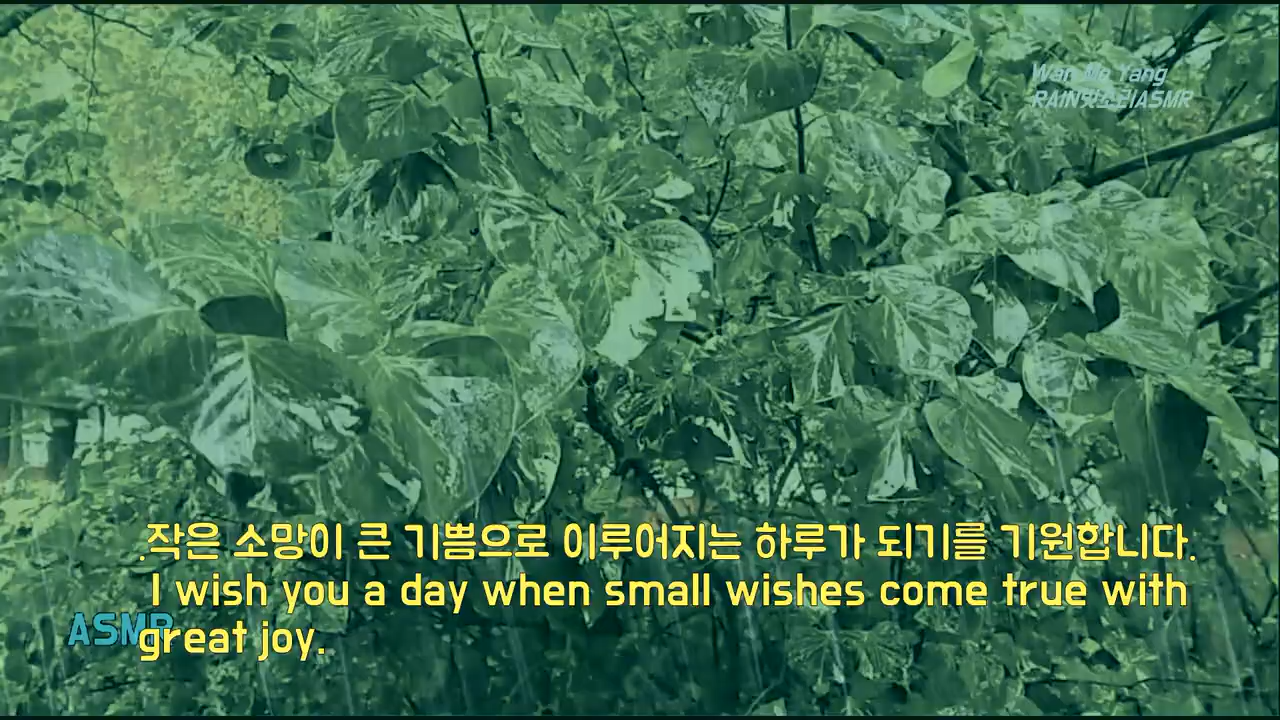 Wan Mo Yang
RAIN빗소리ASMR
.작은 소망이 큰 기쁨으로 이루어지는 하루가 되기를 기원합니다.
I wish you a day when small wishes come true with
great joy.
ASMR